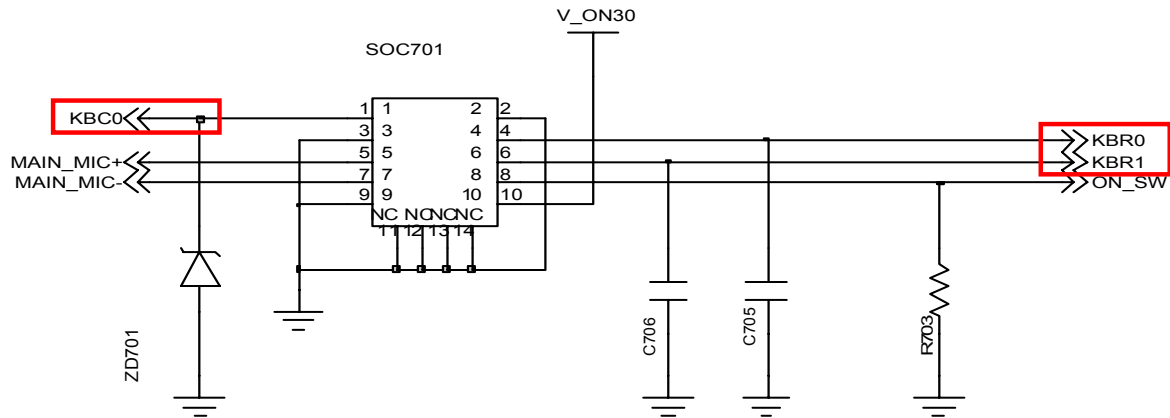 V_ON30
SOC701
KBC0 1 1 2 2
3 3 4 4 KBR0
MAIN_MIC+ 5 5 6 6 KBR1
MAIN_MIC- 7 7 8 8 ON_SW
9 9 10 10
NC NC NC NC
11 12 13 14
ZD701
C706
C705
R703